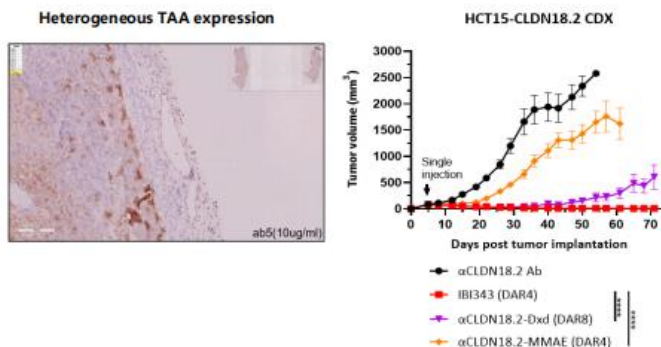 Heterogeneous TAA expression
ab5(10ug/ml)
HCT15-CLDN18.2 CDX
Tumor volume (mm³)
3000
2500
2000
1500
1000
500
0
Single
injection
0 10 20 30 40 50 60 70
Days post tumor implantation
αCLDN18.2 Ab
IBI343 (DAR4)
αCLDN18.2-Dxd (DAR8)
αCLDN18.2-MMAE (DAR4)
****
****